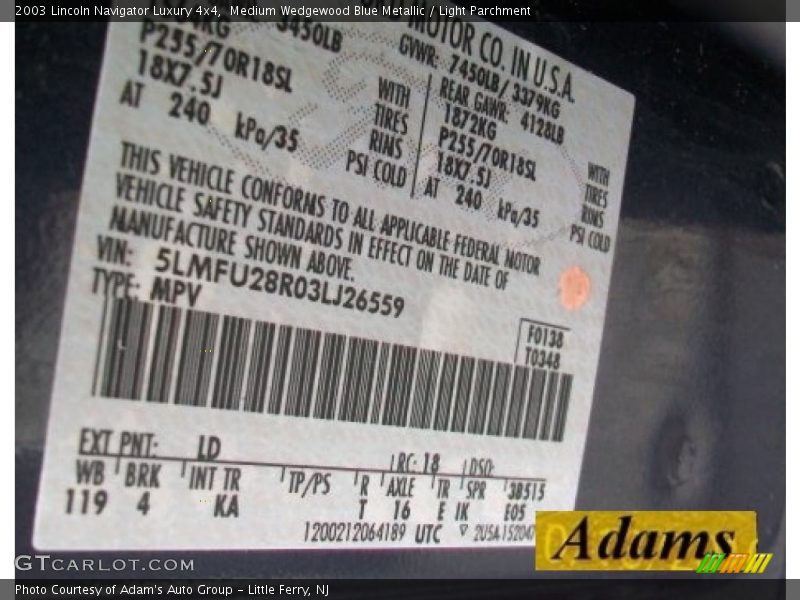 2003 Lincoln Navigator Luxury 4x4, Medium Wedgewood Blue Metallic / Light Parchment
MOTOR CO. IN U.S.A.
3450LB
GVWR: 7450LB/ 3379KG
P255/70R18SL
WITH
TIRES
RIMS
PSI COLD
18X7.5J
AT 240 kPa/35
REAR GAWR: 4128LB
1872KG
P255/70R18SL
WITH
TIRES
RIMS
PSI COLD
18X7.5J
AT 240 kPa/35
THIS VEHICLE CONFORMS TO ALL APPLICABLE FEDERAL MOTOR
VEHICLE SAFETY STANDARDS IN EFFECT ON THE DATE OF
MANUFACTURE SHOWN ABOVE.
VIN: 5LMFU28R03LJ26559
TYPE: MPV
F0138
T0348
EXT PNT: LD
RC: 18 DSO:
WB BRK INT TR TP/PS R AXLE TR SPR 38515
119 4 KA T 16 E IK E05
1200212064189 UTC
Adams
GTCARLOT.COM
Photo Courtesy of Adam's Auto Group – Little Ferry, NJ